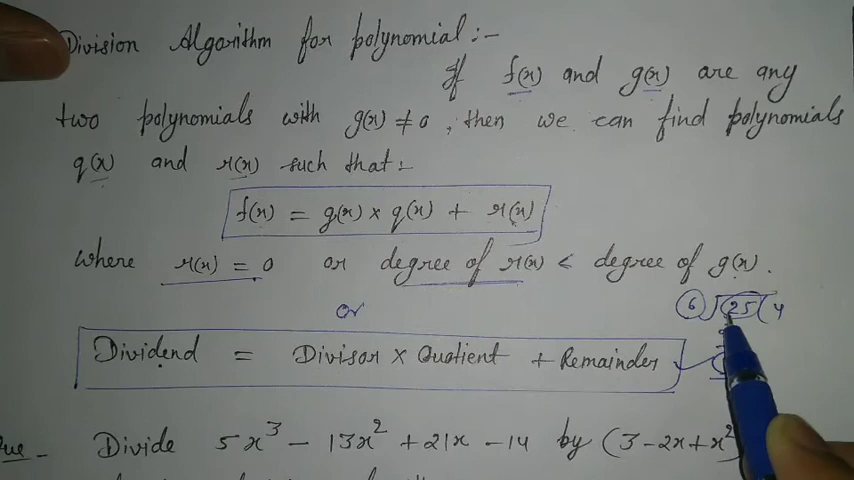 Division Algorithm for polynomial :-
If f(x) and g(x) are any
two polynomials with g(x) ≠ 0, then we can find polynomials
q(x) and r(x) such that :-
f(x) = g(x) × q(x) + r(x)
where r(x) = 0 or degree of r(x) < degree of g(x).
6)25(4
or
Dividend = Divisor × Quotient + Remainder
Que - Divide 5x³ - 13x² + 21x - 14 by (3 - 2x + x²